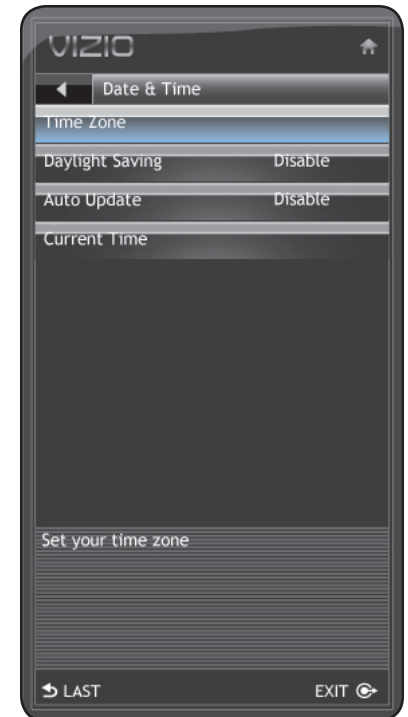 VIZIO
Date & Time
Time Zone
Daylight Saving Disable
Auto Update Disable
Current Time
Set your time zone
LAST EXIT